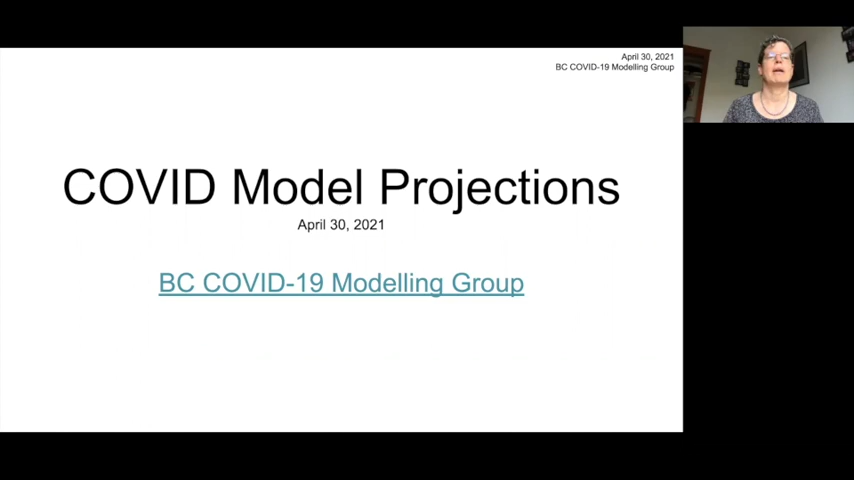 April 30, 2021
BC COVID-19 Modelling Group
COVID Model Projections
April 30, 2021
BC COVID-19 Modelling Group